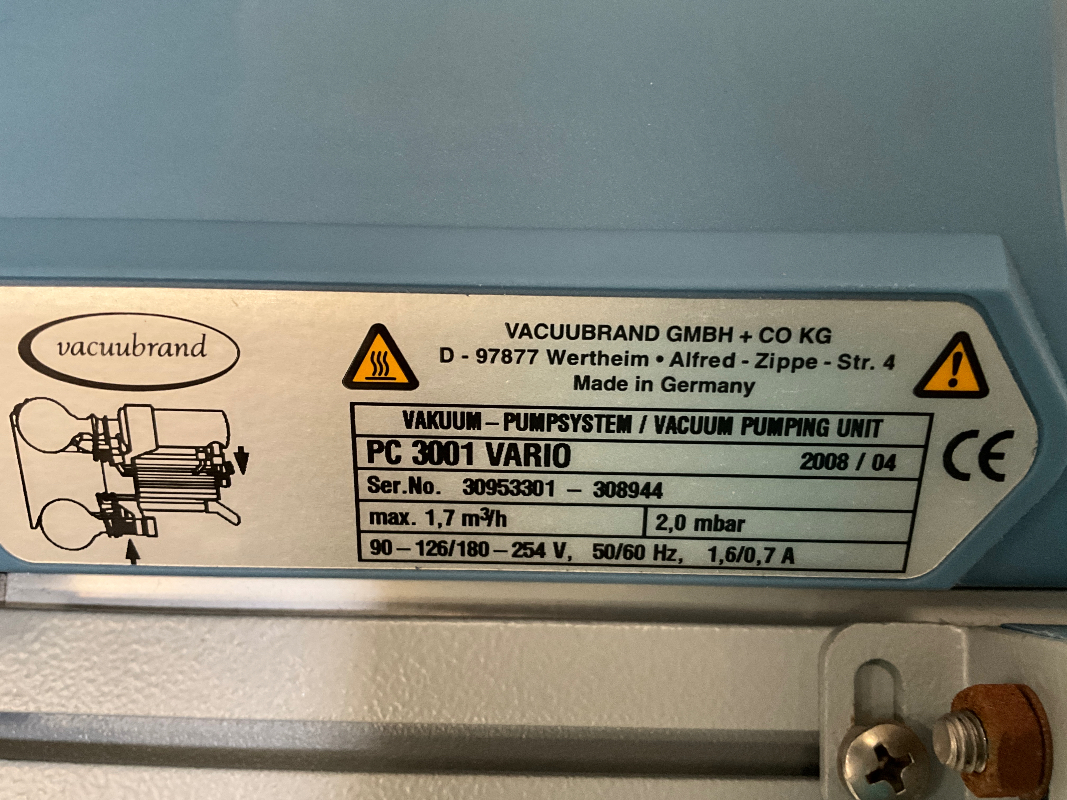 vacuubrand
VACUUBRAND GMBH + CO KG
D - 97877 Wertheim • Alfred - Zippe - Str. 4
Made in Germany
VAKUUM – PUMPSYSTEM / VACUUM PUMPING UNIT
PC 3001 VARIO 2008 / 04
Ser.No. 30953301 – 308944
max. 1,7 m³/h 2,0 mbar
90 – 126/180 – 254 V, 50/60 Hz, 1,6/0,7 A
CE